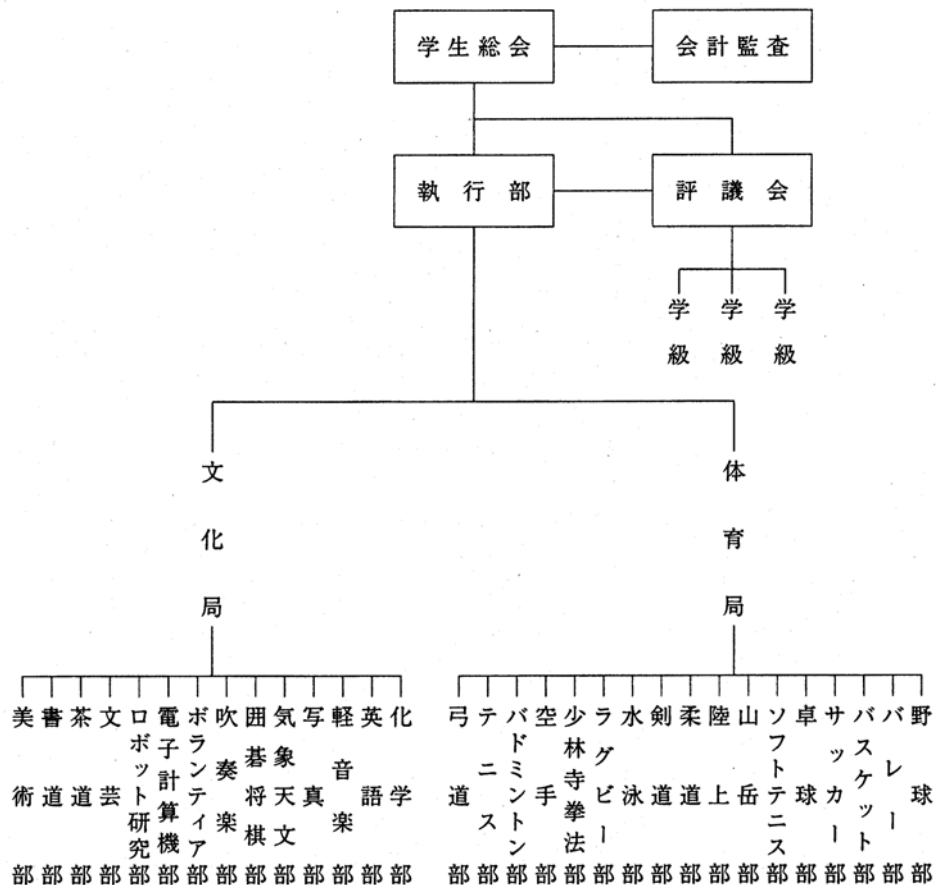 学生総会
会計監査
執行部
評議会
学級
学級
学級
文化局
体育局
美術部
書道部
茶道部
文芸部
ロボット研究部
電子計算機部
ボランティア部
吹奏楽部
囲碁将棋部
気象天文部
写真部
軽音楽部
英語部
化学部
弓道部
テニス部
バドミントン部
空手部
少林寺拳法部
ラグビー部
水泳部
剣道部
柔道部
陸上部
山岳部
ソフトテニス部
卓球部
サッカー部
バスケット部
バレー部
野球部